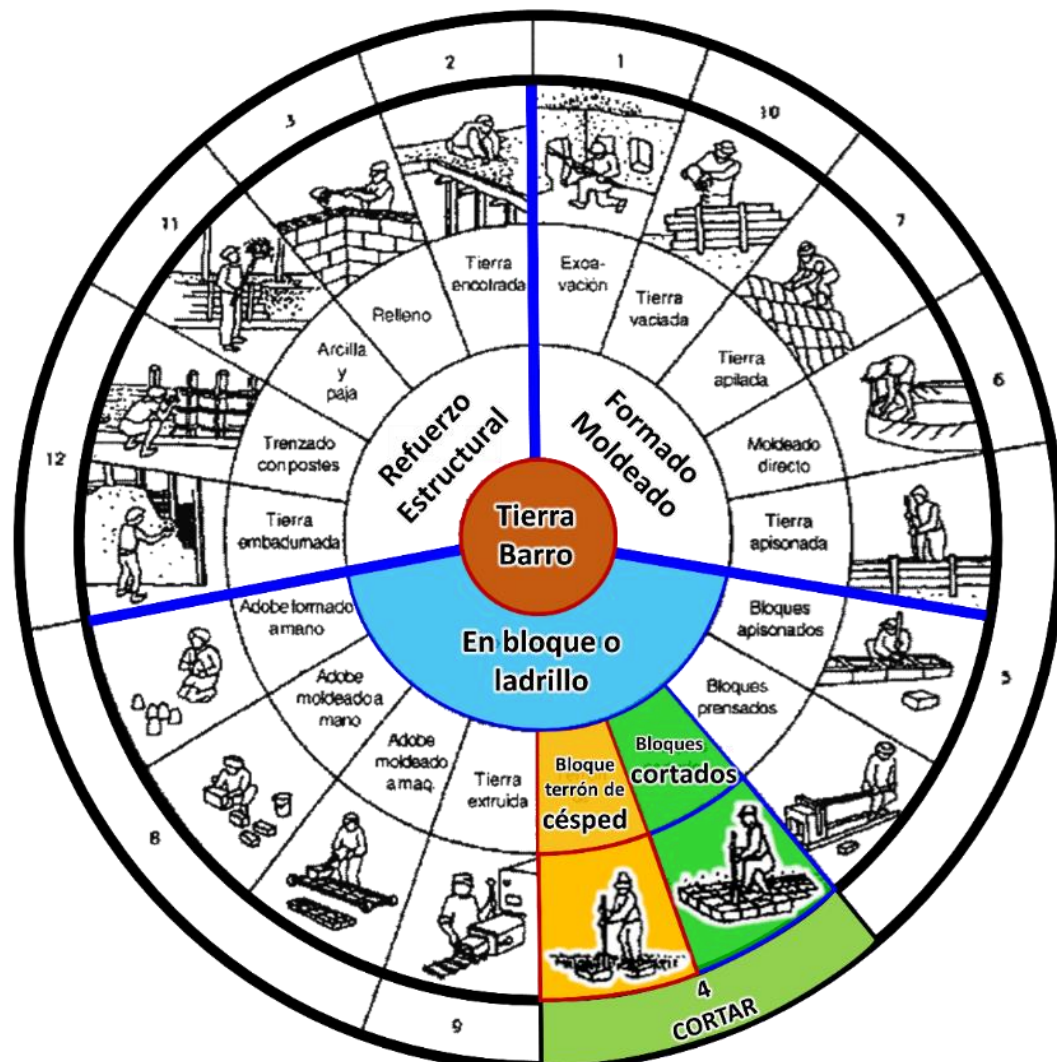 2
1
3
10
11
7
6
12
5
8
9
4
CORTAR
Tierra
encotrada
Exoa-
vación
Relleno
Tierra
vaciada
Arcilla
y
paja
Tierra
apilada
Trenzado
con postes
Moldeado
directo
Tierra
embadumada
Tierra
apisonada
Refuerzo
Estructural
Formado
Moldeado
Tierra
Barro
En bloque o
ladrillo
Adobe formado
a mano
Bloques
apisonados
Adobe
moldeado a
mano
Bloques
prensados
Adobe
moldeado
a maq.
Tierra
extruida
Bloque
terrón de
césped
Bloques
cortados